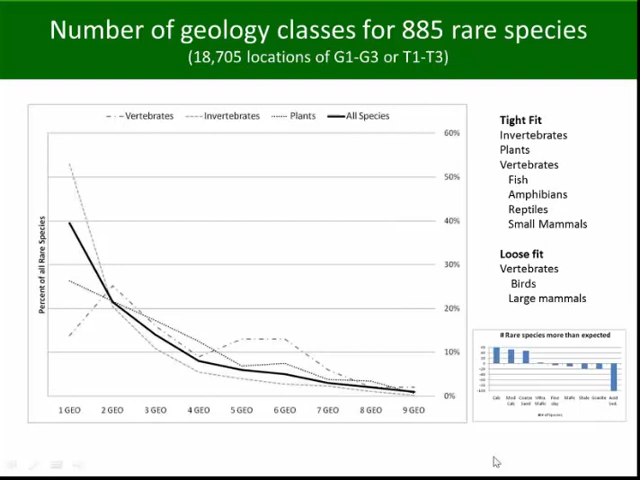 Number of geology classes for 885 rare species
(18,705 locations of G1-G3 or T1-T3)
Vertebrates Invertebrates Plants All Species
60%
50%
40%
30%
20%
10%
0%
Percent of all Rare Species
1 GEO 2 GEO 3 GEO 4 GEO 5 GEO 6 GEO 7 GEO 8 GEO 9 GEO
Tight Fit
Invertebrates
Plants
Vertebrates
Fish
Amphibians
Reptiles
Small Mammals
Loose fit
Vertebrates
Birds
Large mammals
# Rare species more than expected